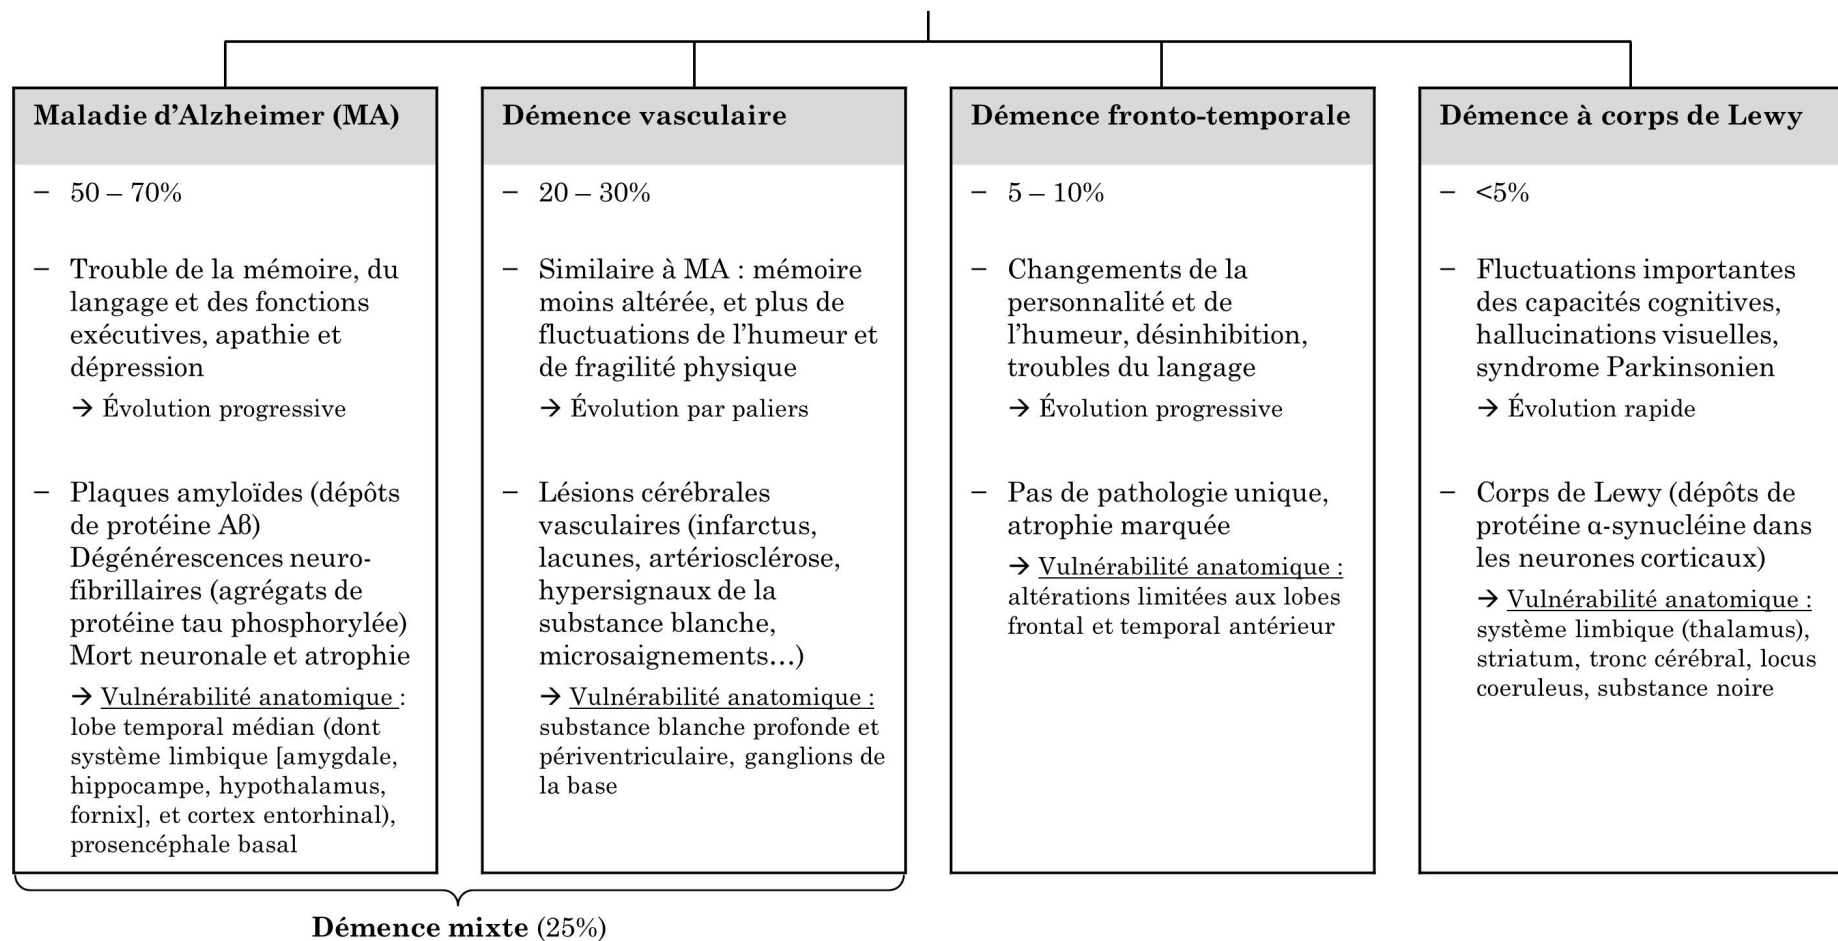 Maladie d’Alzheimer (MA)
– 50 – 70%
– Trouble de la mémoire, du
langage et des fonctions
exécutives, apathie et
dépression
→ Évolution progressive
– Plaques amyloïdes (dépôts
de protéine Aß)
Dégénérescences neuro-
fibrillaires (agrégats de
protéine tau phosphorylée)
Mort neuronale et atrophie
→ Vulnérabilité anatomique :
lobe temporal médian (dont
système limbique [amygdale,
hippocampe, hypothalamus,
fornix], et cortex entorhinal),
prosencéphale basal
Démence vasculaire
– 20 – 30%
– Similaire à MA : mémoire
moins altérée, et plus de
fluctuations de l’humeur et
de fragilité physique
→ Évolution par paliers
– Lésions cérébrales
vasculaires (infarctus,
lacunes, artériosclérose,
hypersignaux de la
substance blanche,
microsaignements…)
→ Vulnérabilité anatomique :
substance blanche profonde et
périventriculaire, ganglions de
la base
Démence fronto-temporale
– 5 – 10%
– Changements de la
personnalité et de
l’humeur, désinhibition,
troubles du langage
→ Évolution progressive
– Pas de pathologie unique,
atrophie marquée
→ Vulnérabilité anatomique :
altérations limitées aux lobes
frontal et temporal antérieur
Démence à corps de Lewy
– <5%
– Fluctuations importantes
des capacités cognitives,
hallucinations visuelles,
syndrome Parkinsonien
→ Évolution rapide
– Corps de Lewy (dépôts de
protéine α-synucléine dans
les neurones corticaux)
→ Vulnérabilité anatomique :
système limbique (thalamus),
striatum, tronc cérébral, locus
coeruleus, substance noire
Démence mixte (25%)